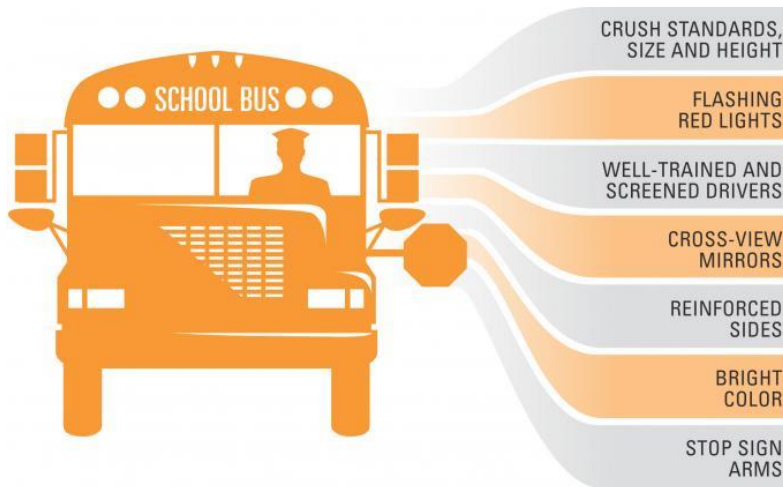 SCHOOL BUS
CRUSH STANDARDS,
SIZE AND HEIGHT
FLASHING
RED LIGHTS
WELL-TRAINED AND
SCREENED DRIVERS
CROSS-VIEW
MIRRORS
REINFORCED
SIDES
BRIGHT
COLOR
STOP SIGN
ARMS